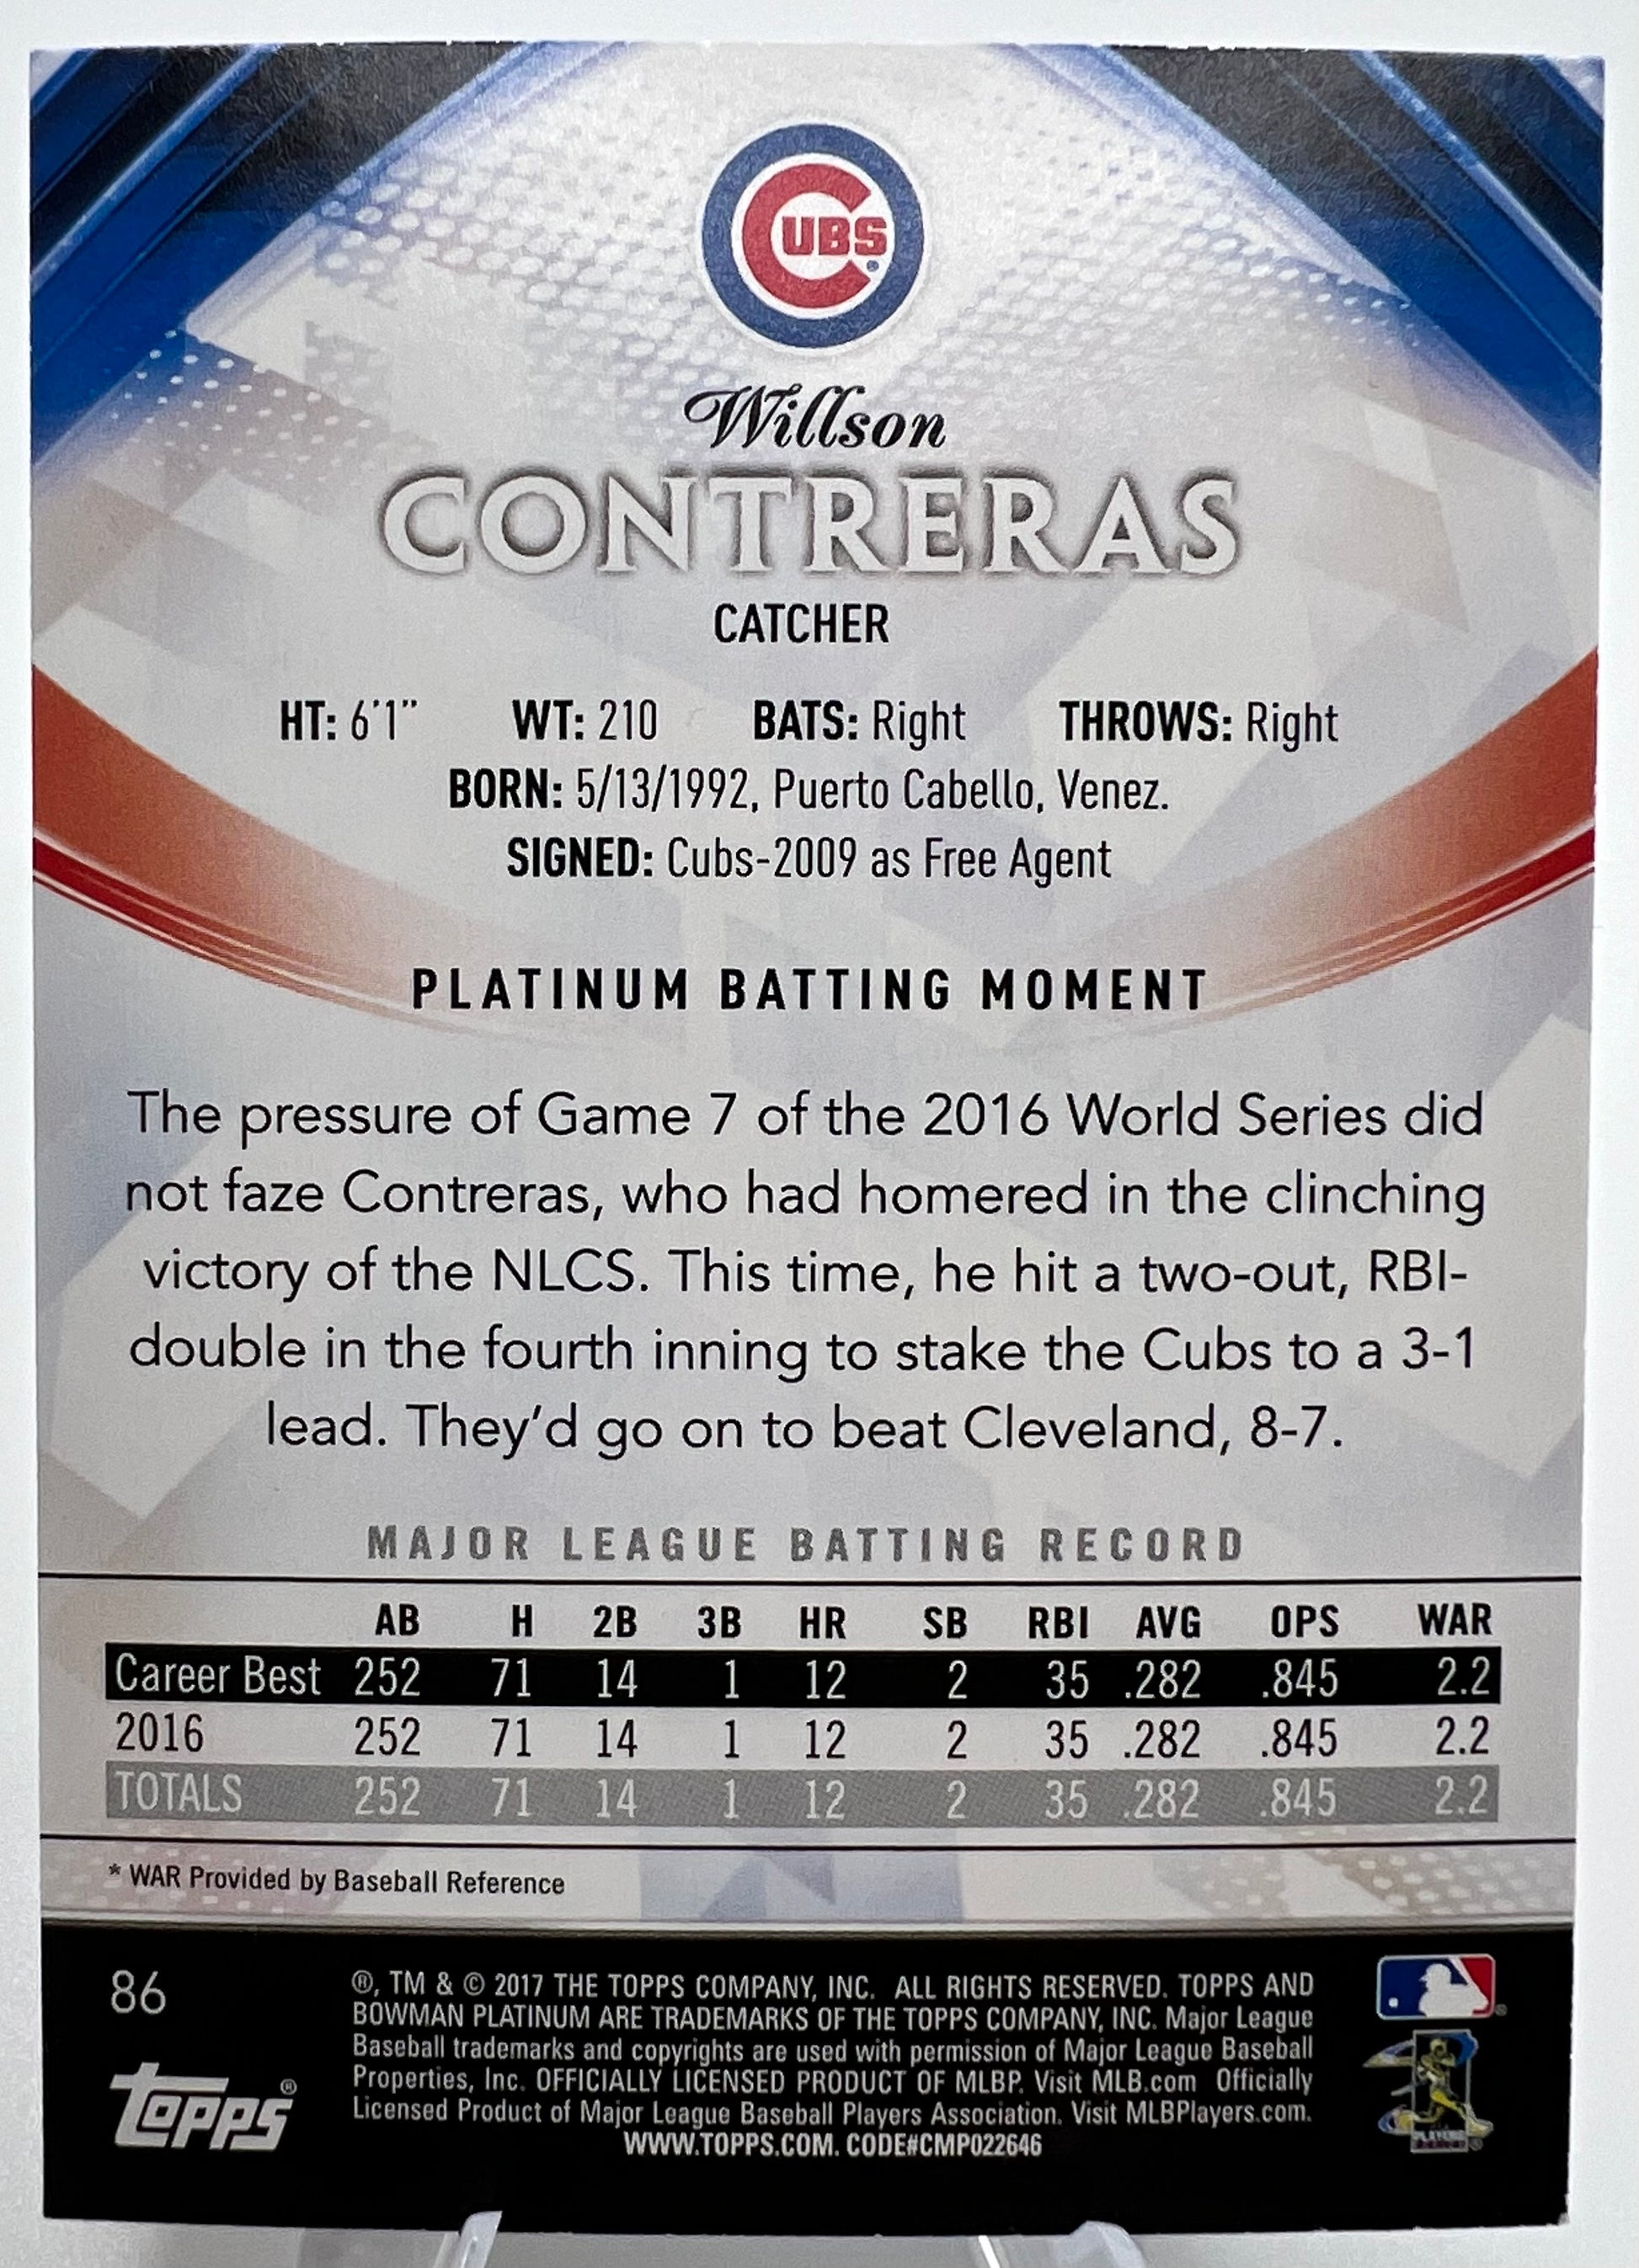 CUBS
Willson
CONTRERAS
CATCHER
HT: 6'1" WT: 210 BATS: Right THROWS: Right
BORN: 5/13/1992, Puerto Cabello, Venez.
SIGNED: Cubs-2009 as Free Agent
PLATINUM BATTING MOMENT
The pressure of Game 7 of the 2016 World Series did
not faze Contreras, who had homered in the clinching
victory of the NLCS. This time, he hit a two-out, RBI-
double in the fourth inning to stake the Cubs to a 3-1
lead. They'd go on to beat Cleveland, 8-7.
MAJOR LEAGUE BATTING RECORD
AB H 2B 3B HR SB RBI AVG OPS WAR
Career Best 252 71 14 1 12 2 35 .282 .845 2.2
2016 252 71 14 1 12 2 35 .282 .845 2.2
TOTALS 252 71 14 1 12 2 35 .282 .845 2.2
* WAR Provided by Baseball Reference
86
Topps®
®, TM & © 2017 THE TOPPS COMPANY, INC. ALL RIGHTS RESERVED. TOPPS AND
BOWMAN PLATINUM ARE TRADEMARKS OF THE TOPPS COMPANY, INC. Major League
Baseball trademarks and copyrights are used with permission of Major League Baseball
Properties, Inc. OFFICIALLY LICENSED PRODUCT OF MLBP. Visit MLB.com Officially
Licensed Product of Major League Baseball Players Association. Visit MLBPlayers.com.
WWW.TOPPS.COM. CODE#CMP022646